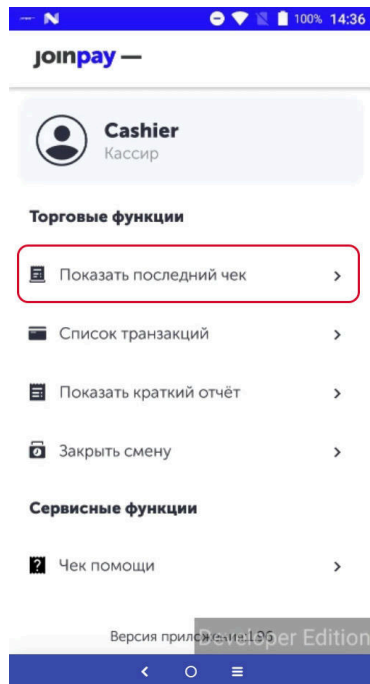 100% 14:36
joinpay —
Cashier
Кассир
Торговые функции
Показать последний чек
Список транзакций
Показать краткий отчёт
Закрыть смену
Сервисные функции
? Чек помощи
Версия приложения
Developer Edition